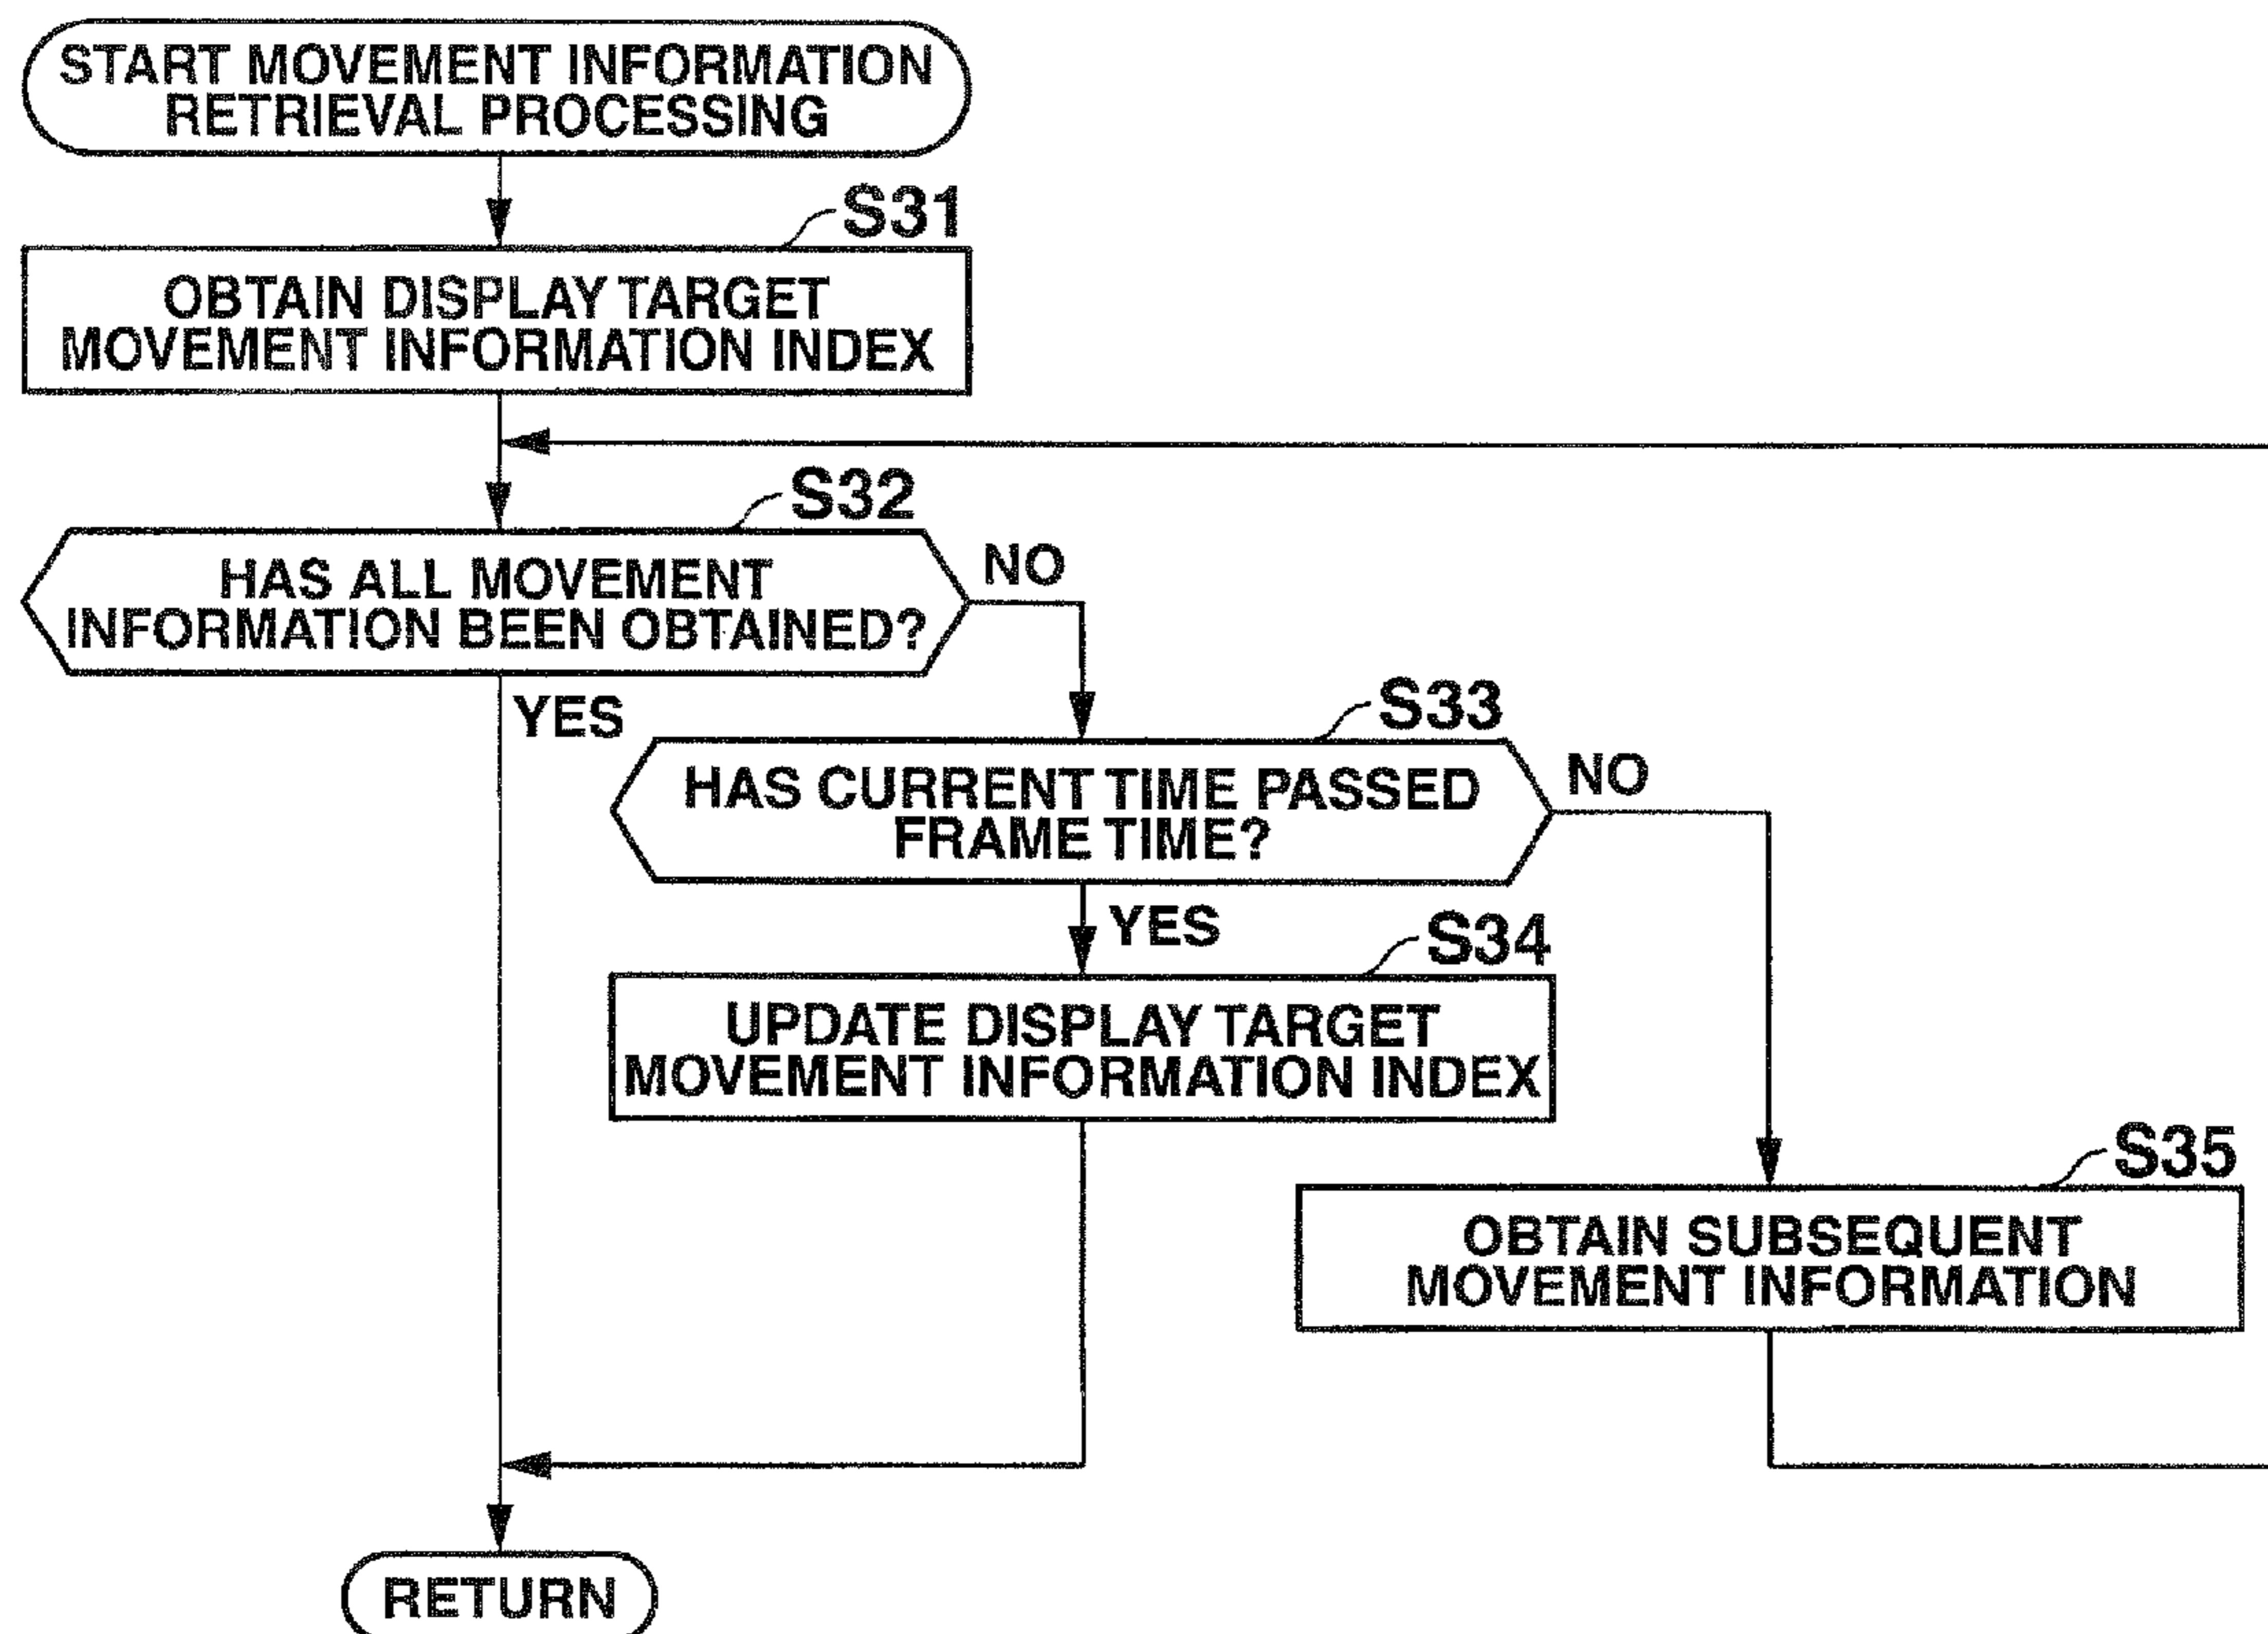 START MOVEMENT INFORMATION
RETRIEVAL PROCESSING
S31
OBTAIN DISPLAY TARGET
MOVEMENT INFORMATION INDEX
S32
HAS ALL MOVEMENT
INFORMATION BEEN OBTAINED?
NO
YES
S33
HAS CURRENT TIME PASSED
FRAME TIME?
NO
YES
S34
UPDATE DISPLAY TARGET
MOVEMENT INFORMATION INDEX
S35
OBTAIN SUBSEQUENT
MOVEMENT INFORMATION
RETURN